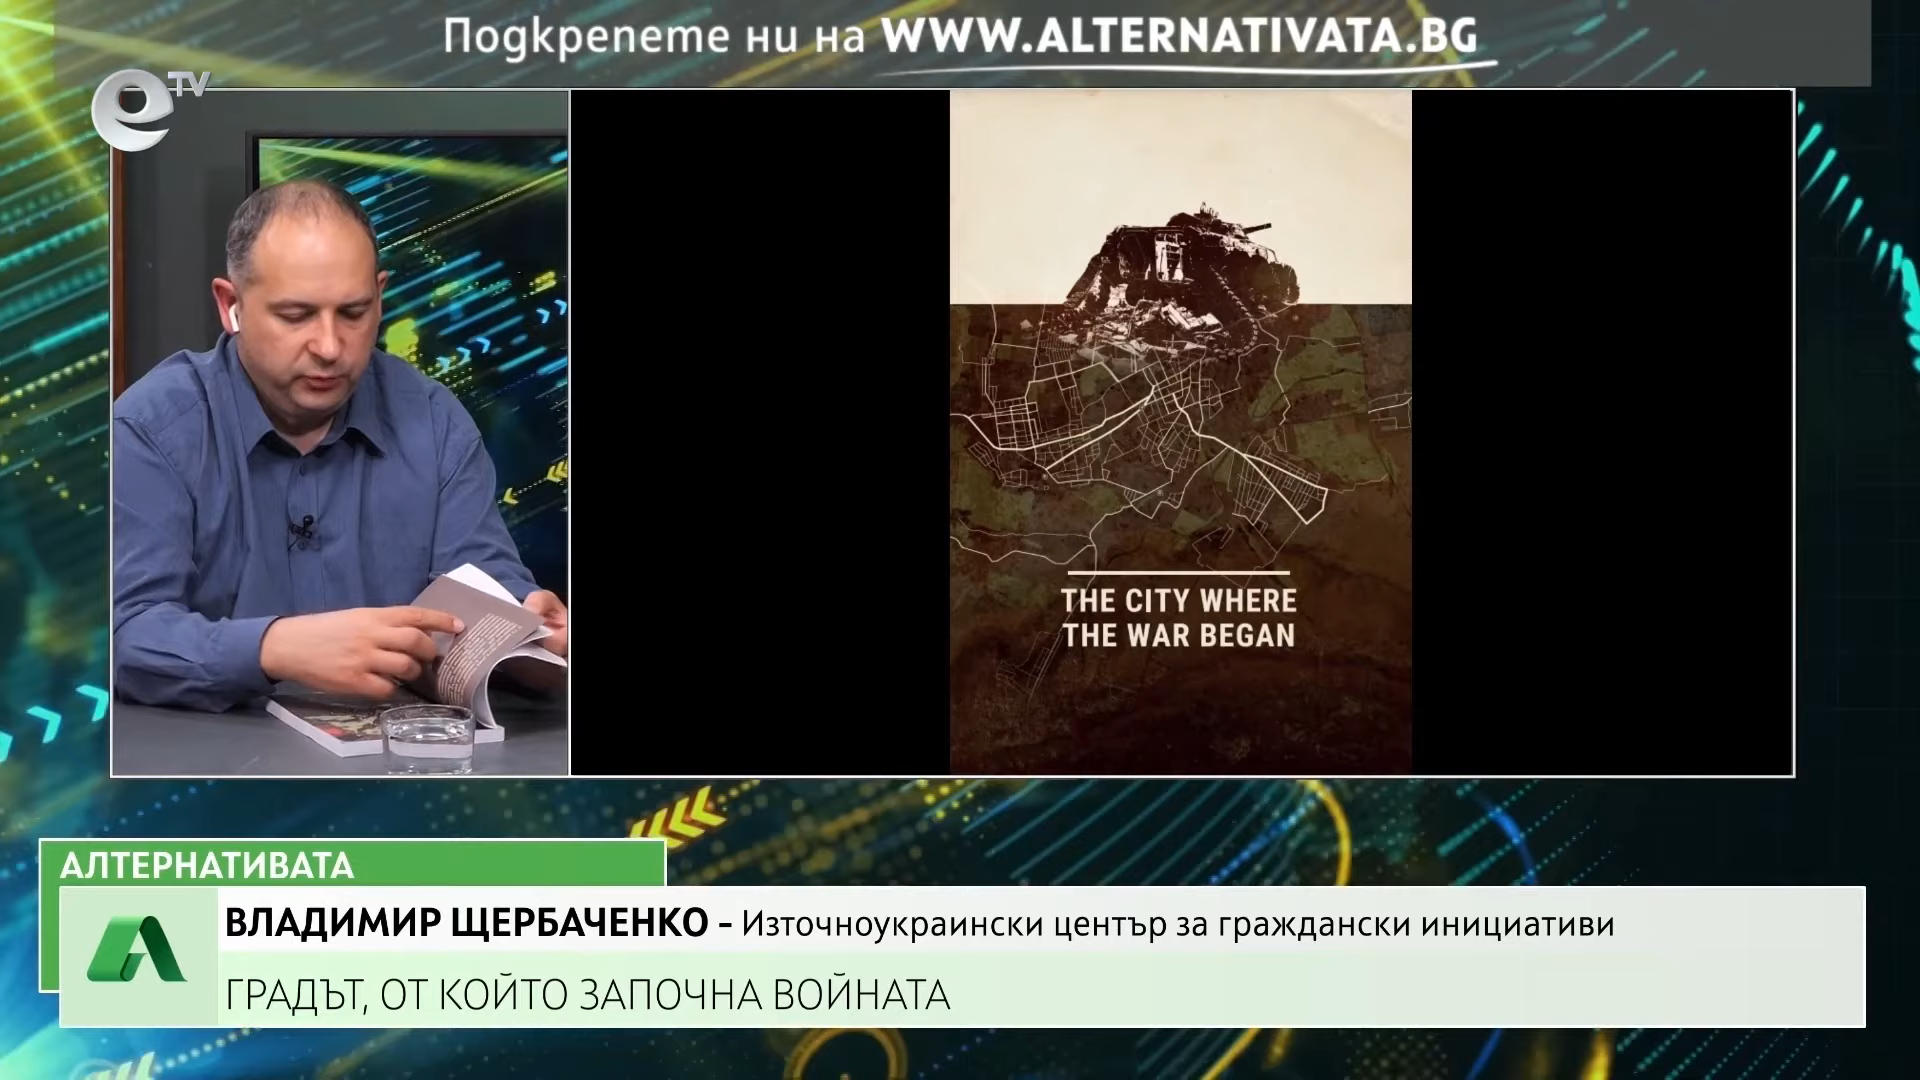 Подкрепете ни на WWW.ALTERNATIVATA.BG
eTV
THE CITY WHERE
THE WAR BEGAN
АЛТЕРНАТИВАТА
ВЛАДИМИР ЩЕРБАЧЕНКО - Източноукраински център за граждански инициативи
ГРАДЪТ, ОТ КОЙТО ЗАПОЧНА ВОЙНАТА